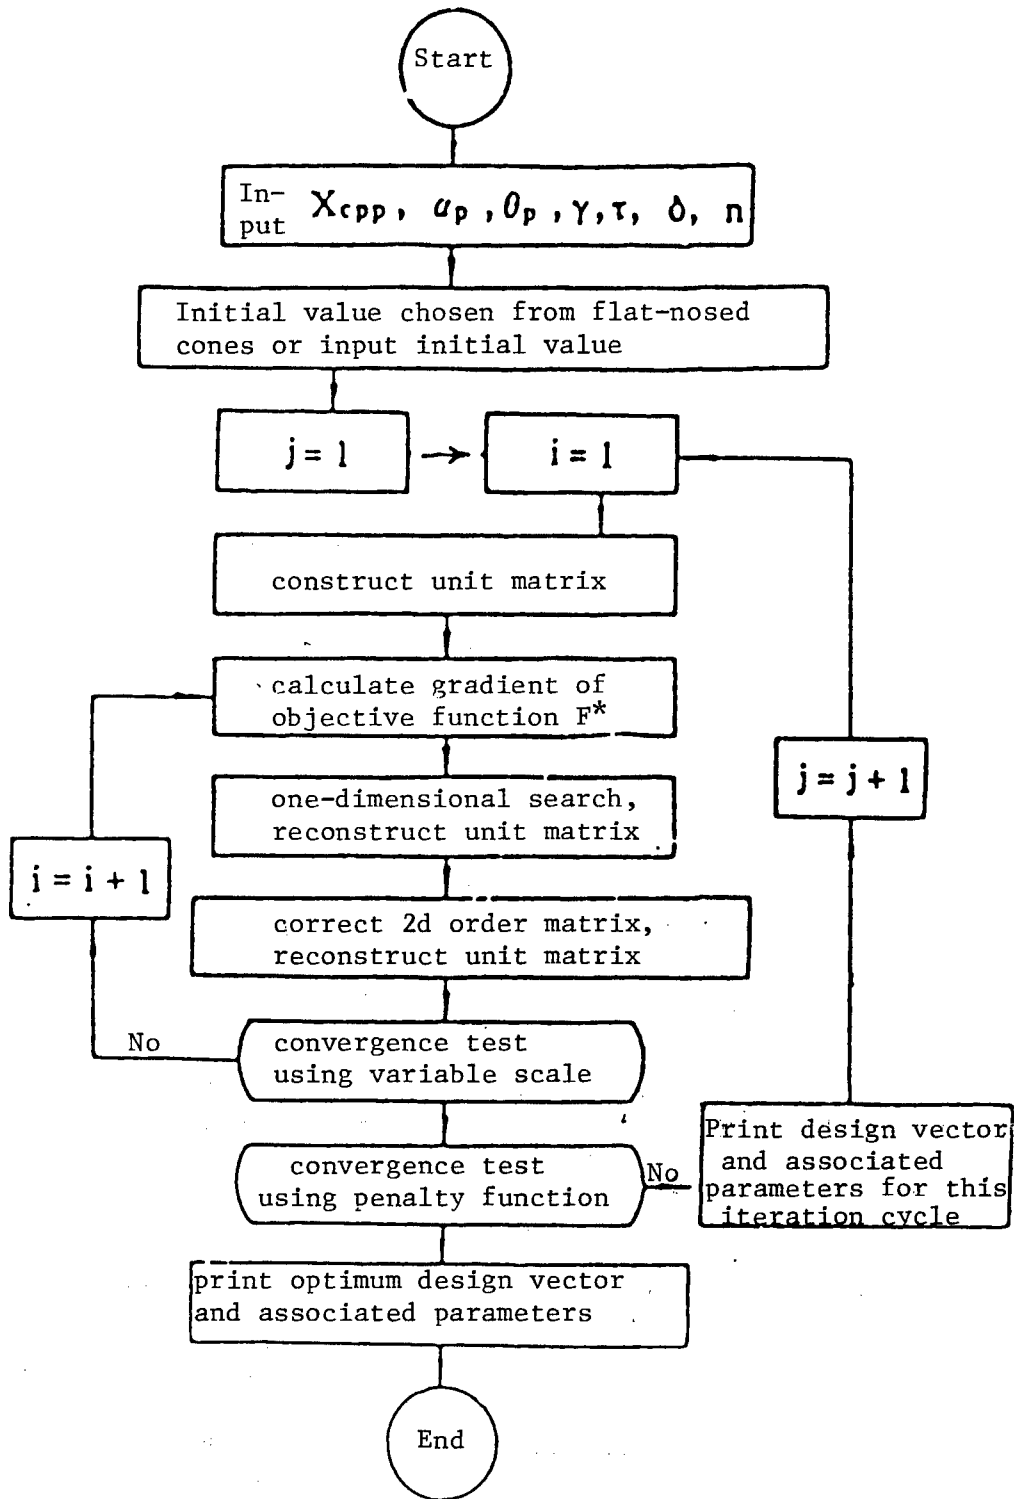 Start
In-
put X_cpp, α_p, θ_p, γ, τ, δ, n
Initial value chosen from flat-nosed
cones or input initial value
j = 1
i = 1
construct unit matrix
calculate gradient of
objective function F*
one-dimensional search,
reconstruct unit matrix
j = j + 1
i = i + 1
correct 2d order matrix,
reconstruct unit matrix
No
convergence test
using variable scale
convergence test
using penalty function
No
Print design vector
and associated
parameters for this
iteration cycle
print optimum design vector
and associated parameters
End